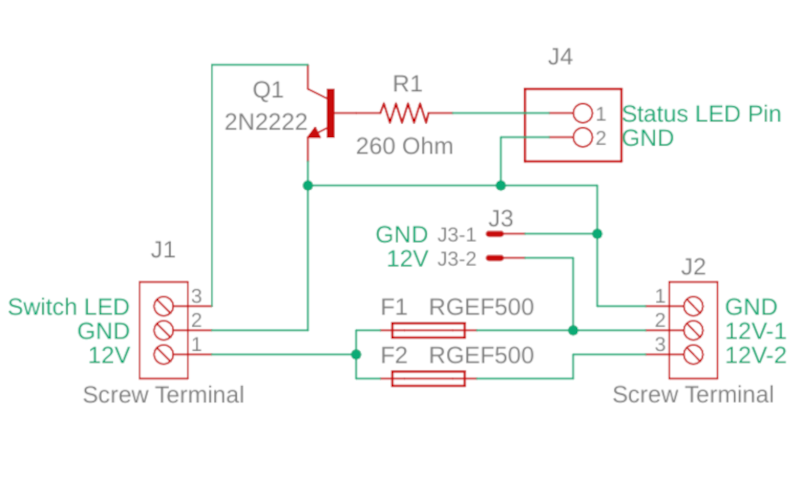 J4
Q1
R1
2N2222
1
Status LED Pin
2
GND
260 Ohm
J3
GND J3-1
12V J3-2
J1
J2
Switch LED 3
GND 2
12V 1
F1 RGEF500
F2 RGEF500
1 GND
2 12V-1
3 12V-2
Screw Terminal
Screw Terminal